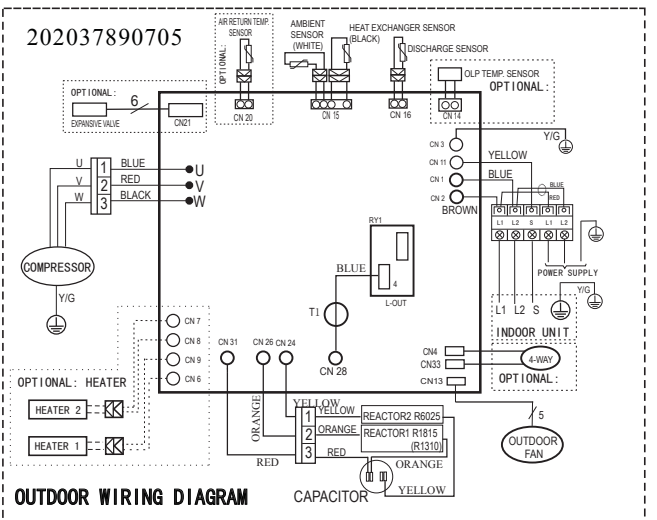 202037890705
AIR RETURN TEMP.
SENSOR
OPTIONAL:
CN 20
AMBIENT
SENSOR
(WHITE)
HEAT EXCHANGER SENSOR
(BLACK)
CN 15
DISCHARGE SENSOR
CN 16
OLP TEMP. SENSOR
OPTIONAL:
CN 14
OPTIONAL:
EXPANSIVE VALVE
6
CN21
U
1
BLUE
U
V
2
RED
V
W
3
BLACK
W
COMPRESSOR
Y/G
CN 3
Y/G
CN 11
YELLOW
CN 1
BLUE
CN 2
BROWN
BLUE
RED
L1
L2
S
L1
L2
POWER SUPPLY
Y/G
L1
L2
S
INDOOR UNIT
RY1
4
L-OUT
BLUE
T1
CN 28
CN 7
CN 8
CN 9
CN 6
OPTIONAL: HEATER
HEATER 2
HEATER 1
CN 31
CN 26
CN 24
CN4
CN33
CN13
4-WAY
OPTIONAL:
5
OUTDOOR
FAN
YELLOW
ORANGE
RED
1
2
3
YELLOW
REACTOR2 R6025
ORANGE
REACTOR1 R1815
(R1310)
RED
ORANGE
YELLOW
CAPACITOR
OUTDOOR WIRING DIAGRAM